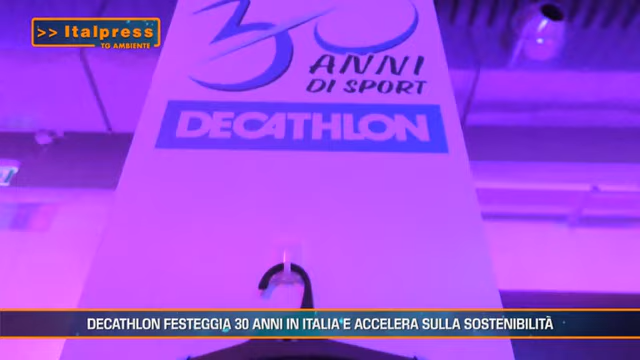 >> Italpress
TG AMBIENTE
30
ANNI
DI SPORT
DECATHLON
DECATHLON FESTEGGIA 30 ANNI IN ITALIA E ACCELERA SULLA SOSTENIBILITÀ